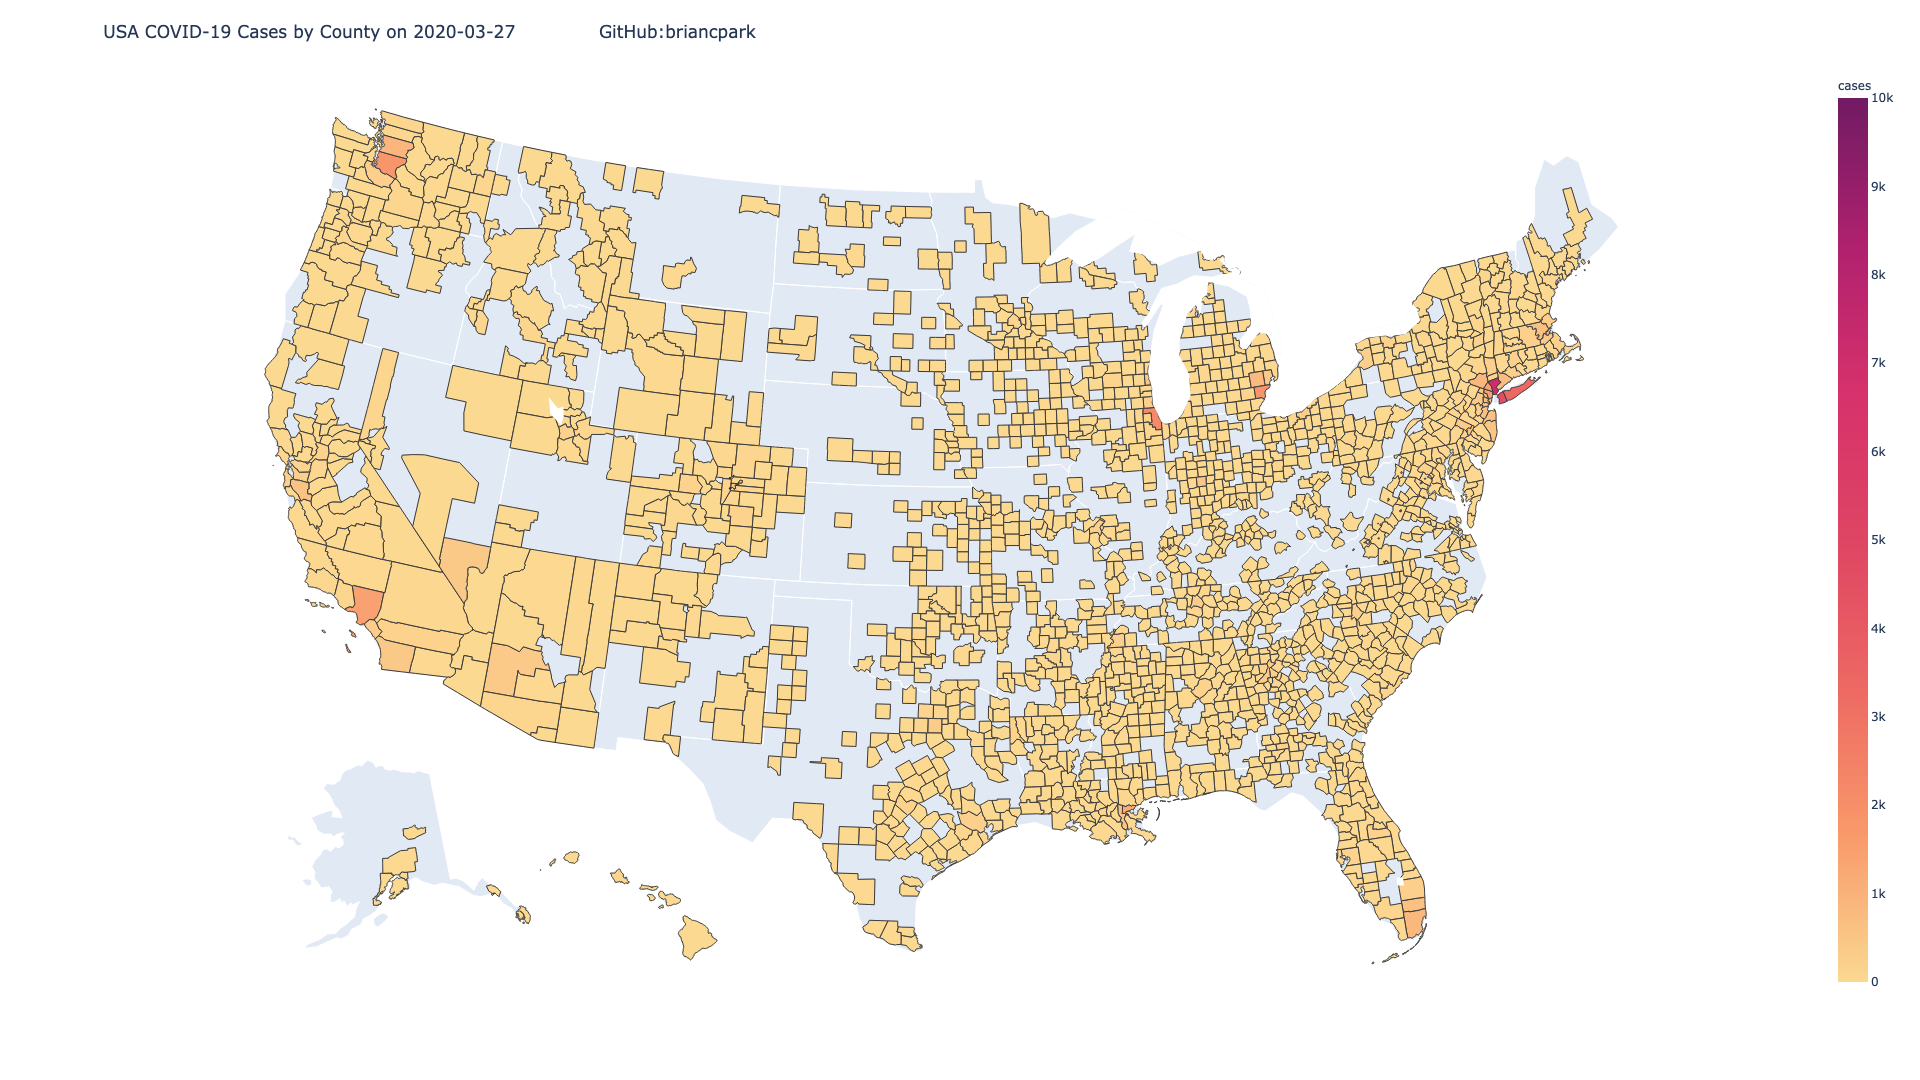 USA COVID-19 Cases by County on 2020-03-27 GitHub:briancpark
cases
10k
9k
8k
7k
6k
5k
4k
3k
2k
1k
0